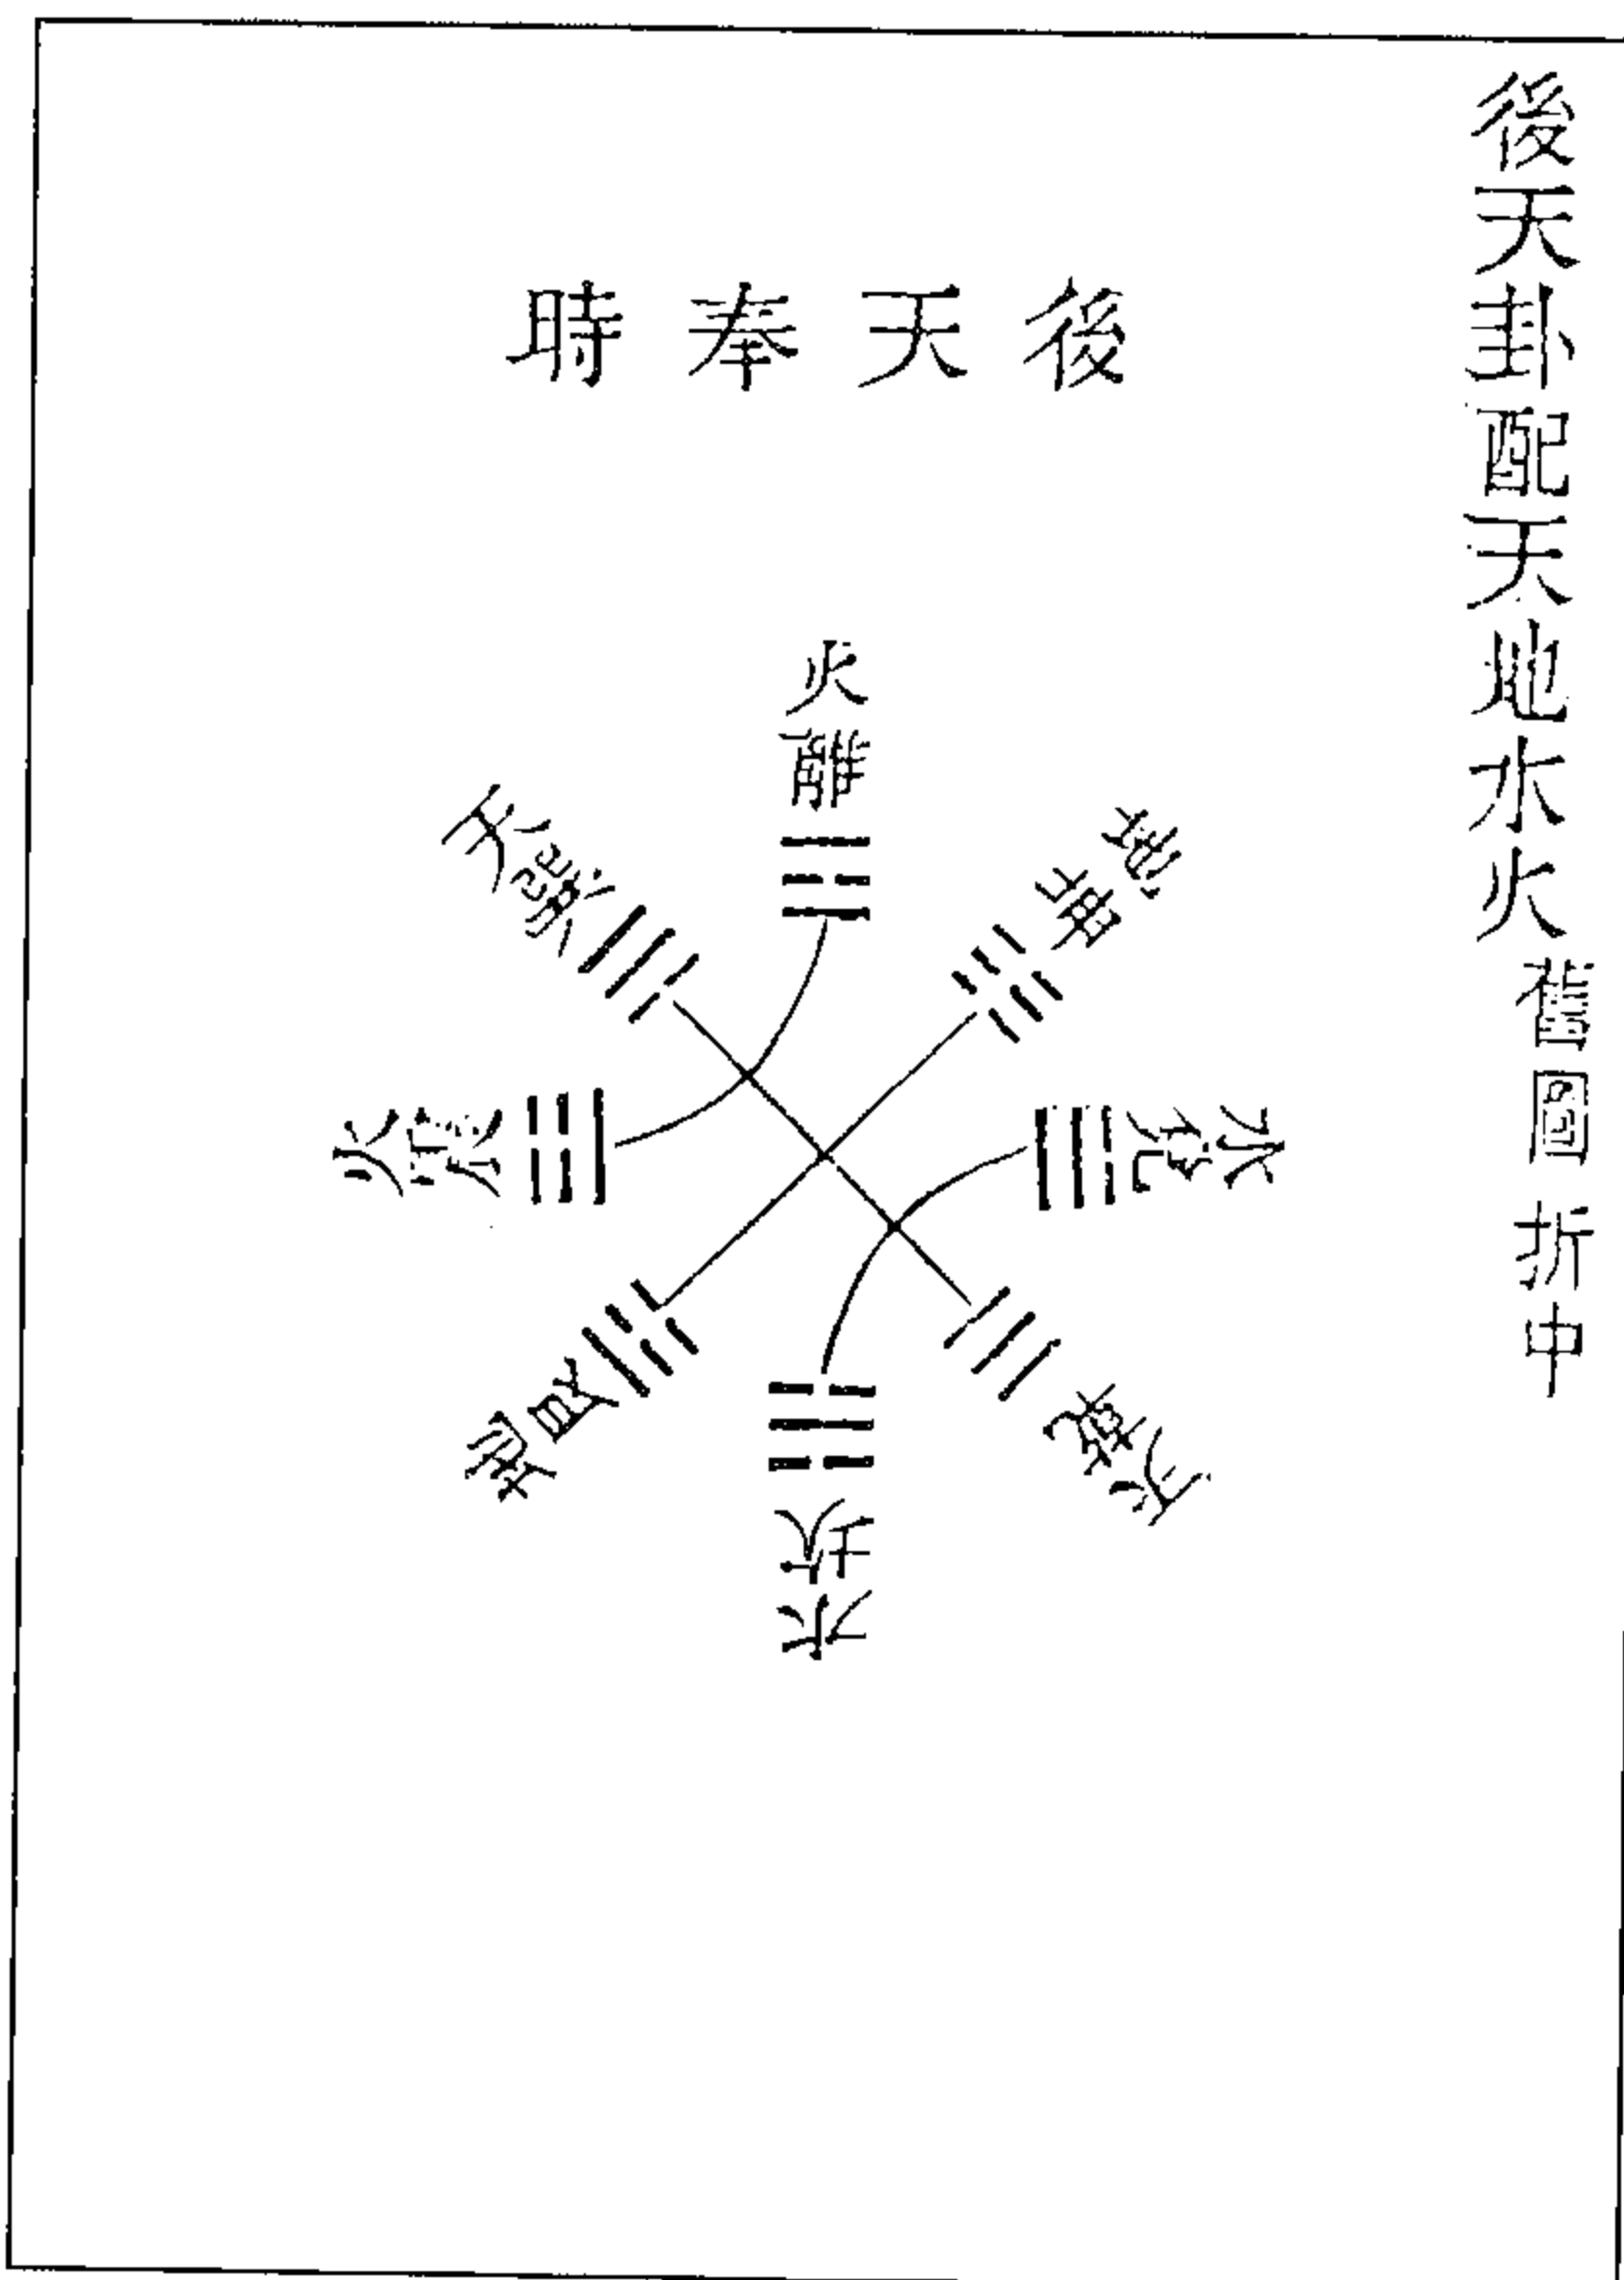 後天卦配天地水火舊圖 折中
後天奉時
火離
地坤
水兌
天乾
水坎
地艮
火震
天巽